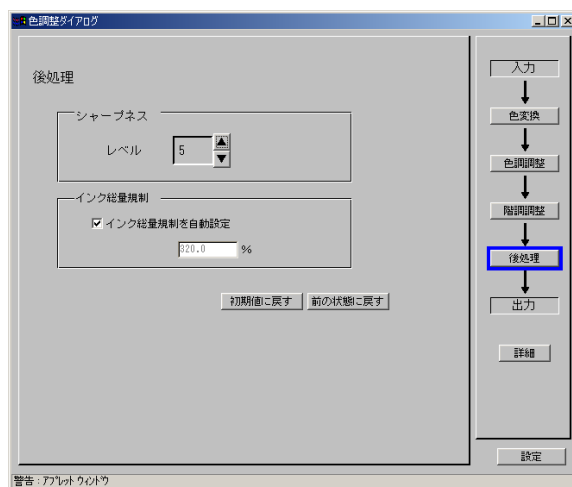 色調整ダイアログ
後処理
シャープネス
レベル 5
インク総量規制
インク総量規制を自動設定
320.0 %
初期値に戻す 前の状態に戻す
入力
色変換
色調調整
階調調整
後処理
出力
詳細
設定
警告 : アプレット ウィンドウ